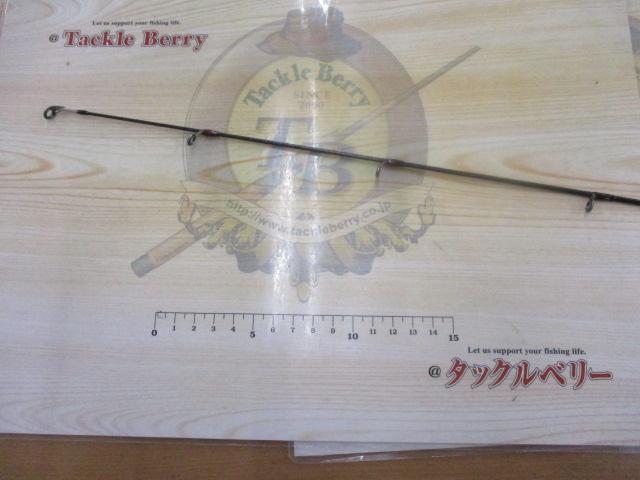 Let us support your fishing life.
@ Tackle Berry
Tackle Berry
SINCE
2000
TB
http://www.tackleberry.co.jp
0 1 2 3 4 5 6 7 8 9 10 11 12 13 14 15
Let us support your fishing life.
@ タックルベリー